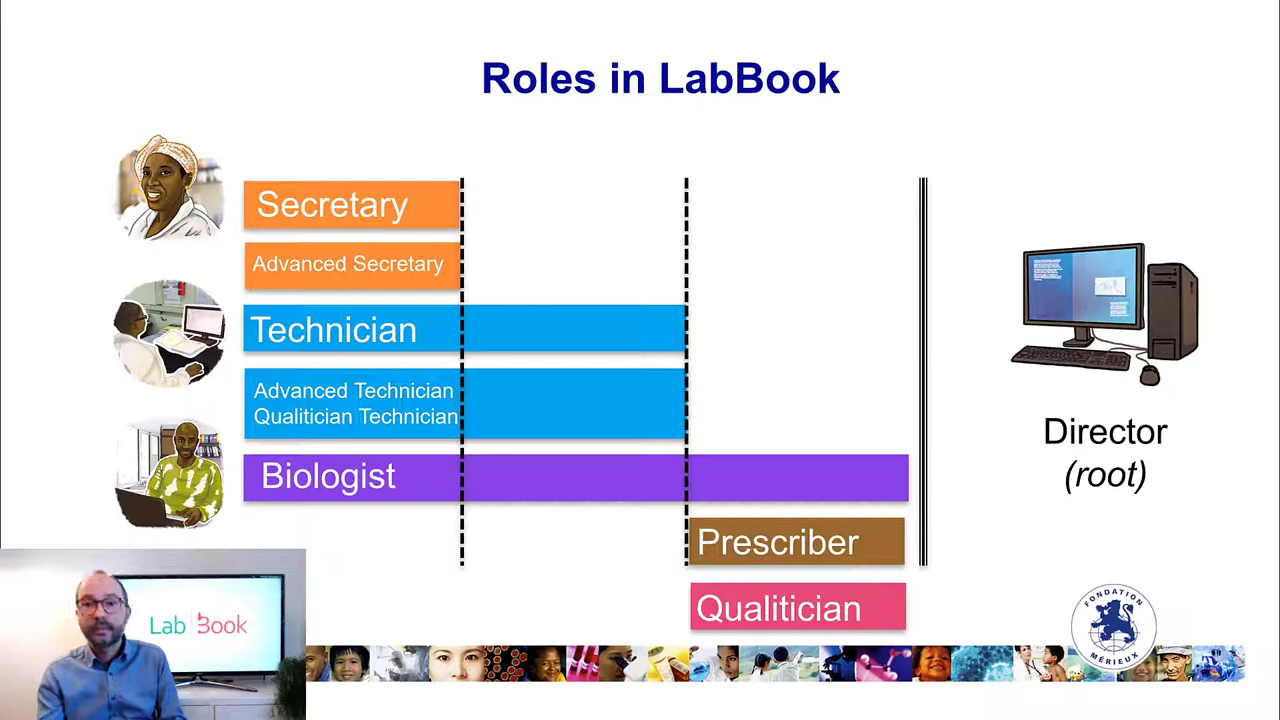 Roles in LabBook
Secretary
Advanced Secretary
Technician
Advanced Technician
Qualitician Technician
Biologist
Prescriber
Qualitician
Director
(root)
Lab Book
FONDATION
MÉRIEUX